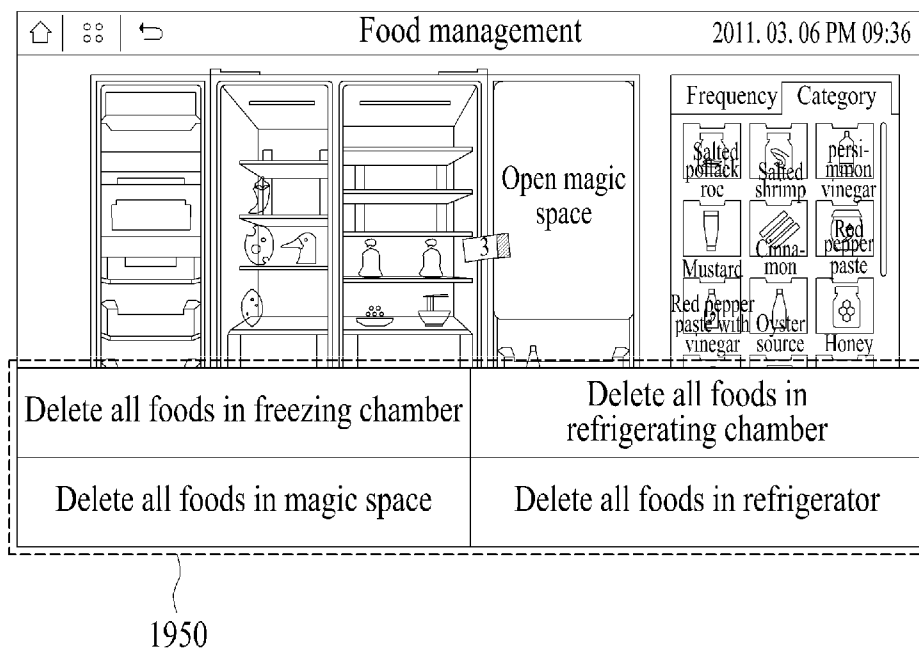 Food management
2011. 03. 06 PM 09:36
Frequency
Category
Open magic
space
3
Salted
pollack
roc
Salted
shrimp
persi-
mmon
vinegar
Mustard
Cinna-
mon
Red
pepper
paste
Red pepper
paste with
vinegar
Oyster
source
Honey
Delete all foods in freezing chamber
Delete all foods in
refrigerating chamber
Delete all foods in magic space
Delete all foods in refrigerator
1950